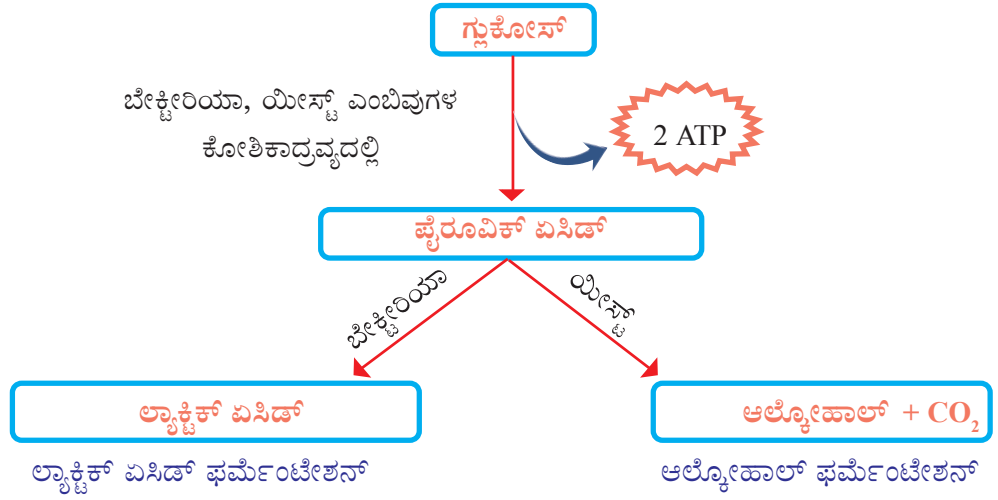 ಗ್ಲುಕೋಸ್
ಬೇಕ್ಟೀರಿಯಾ, ಯೀಸ್ಟ್ ಎಂಬಿವುಗಳ
ಕೋಶಿಕಾದ್ರವ್ಯದಲ್ಲಿ
2 ATP
ಪೈರೂವಿಕ್ ಏಸಿಡ್
ಬೇಕ್ಟೀರಿಯಾ
ಯೀಸ್ಟ್
ಲ್ಯಾಕ್ಟಿಕ್ ಏಸಿಡ್
ಆಲ್ಕೋಹಾಲ್ + CO₂
ಲ್ಯಾಕ್ಟಿಕ್ ಏಸಿಡ್ ಫರ್ಮೆಂಟೇಶನ್
ಆಲ್ಕೋಹಾಲ್ ಫರ್ಮೆಂಟೇಶನ್